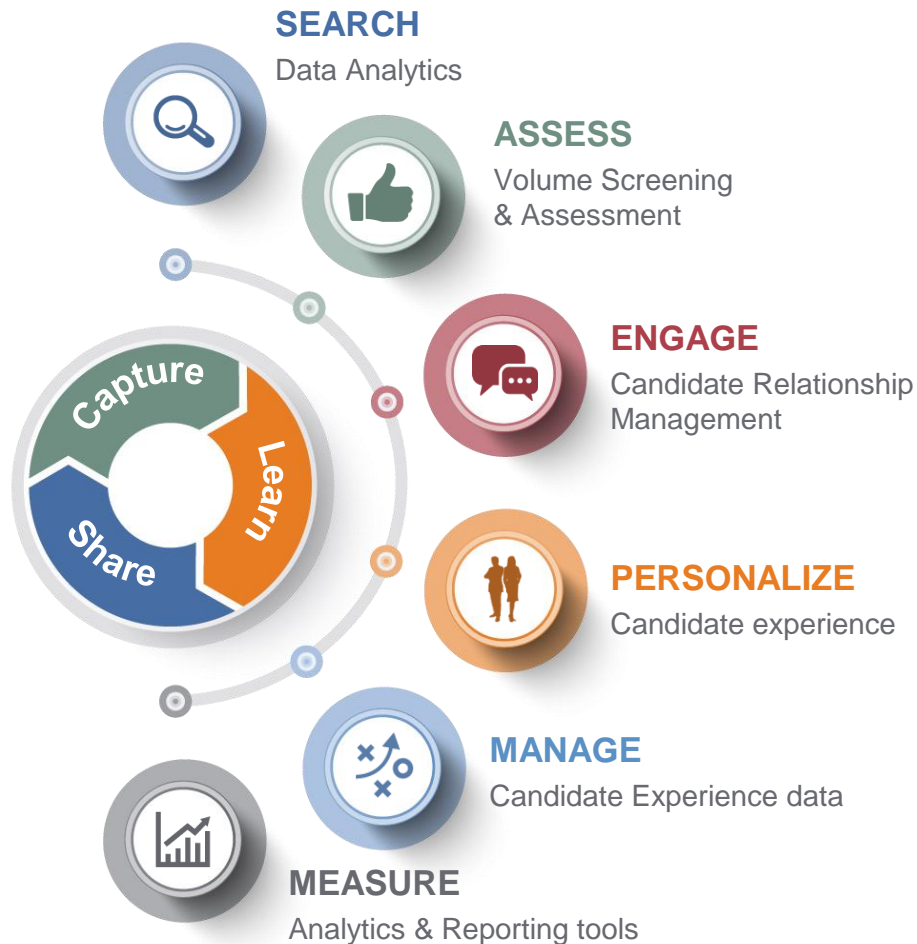 SEARCH
Data Analytics
ASSESS
Volume Screening
& Assessment
ENGAGE
Candidate Relationship
Management
Capture
Learn
Share
PERSONALIZE
Candidate experience
MANAGE
Candidate Experience data
MEASURE
Analytics & Reporting tools